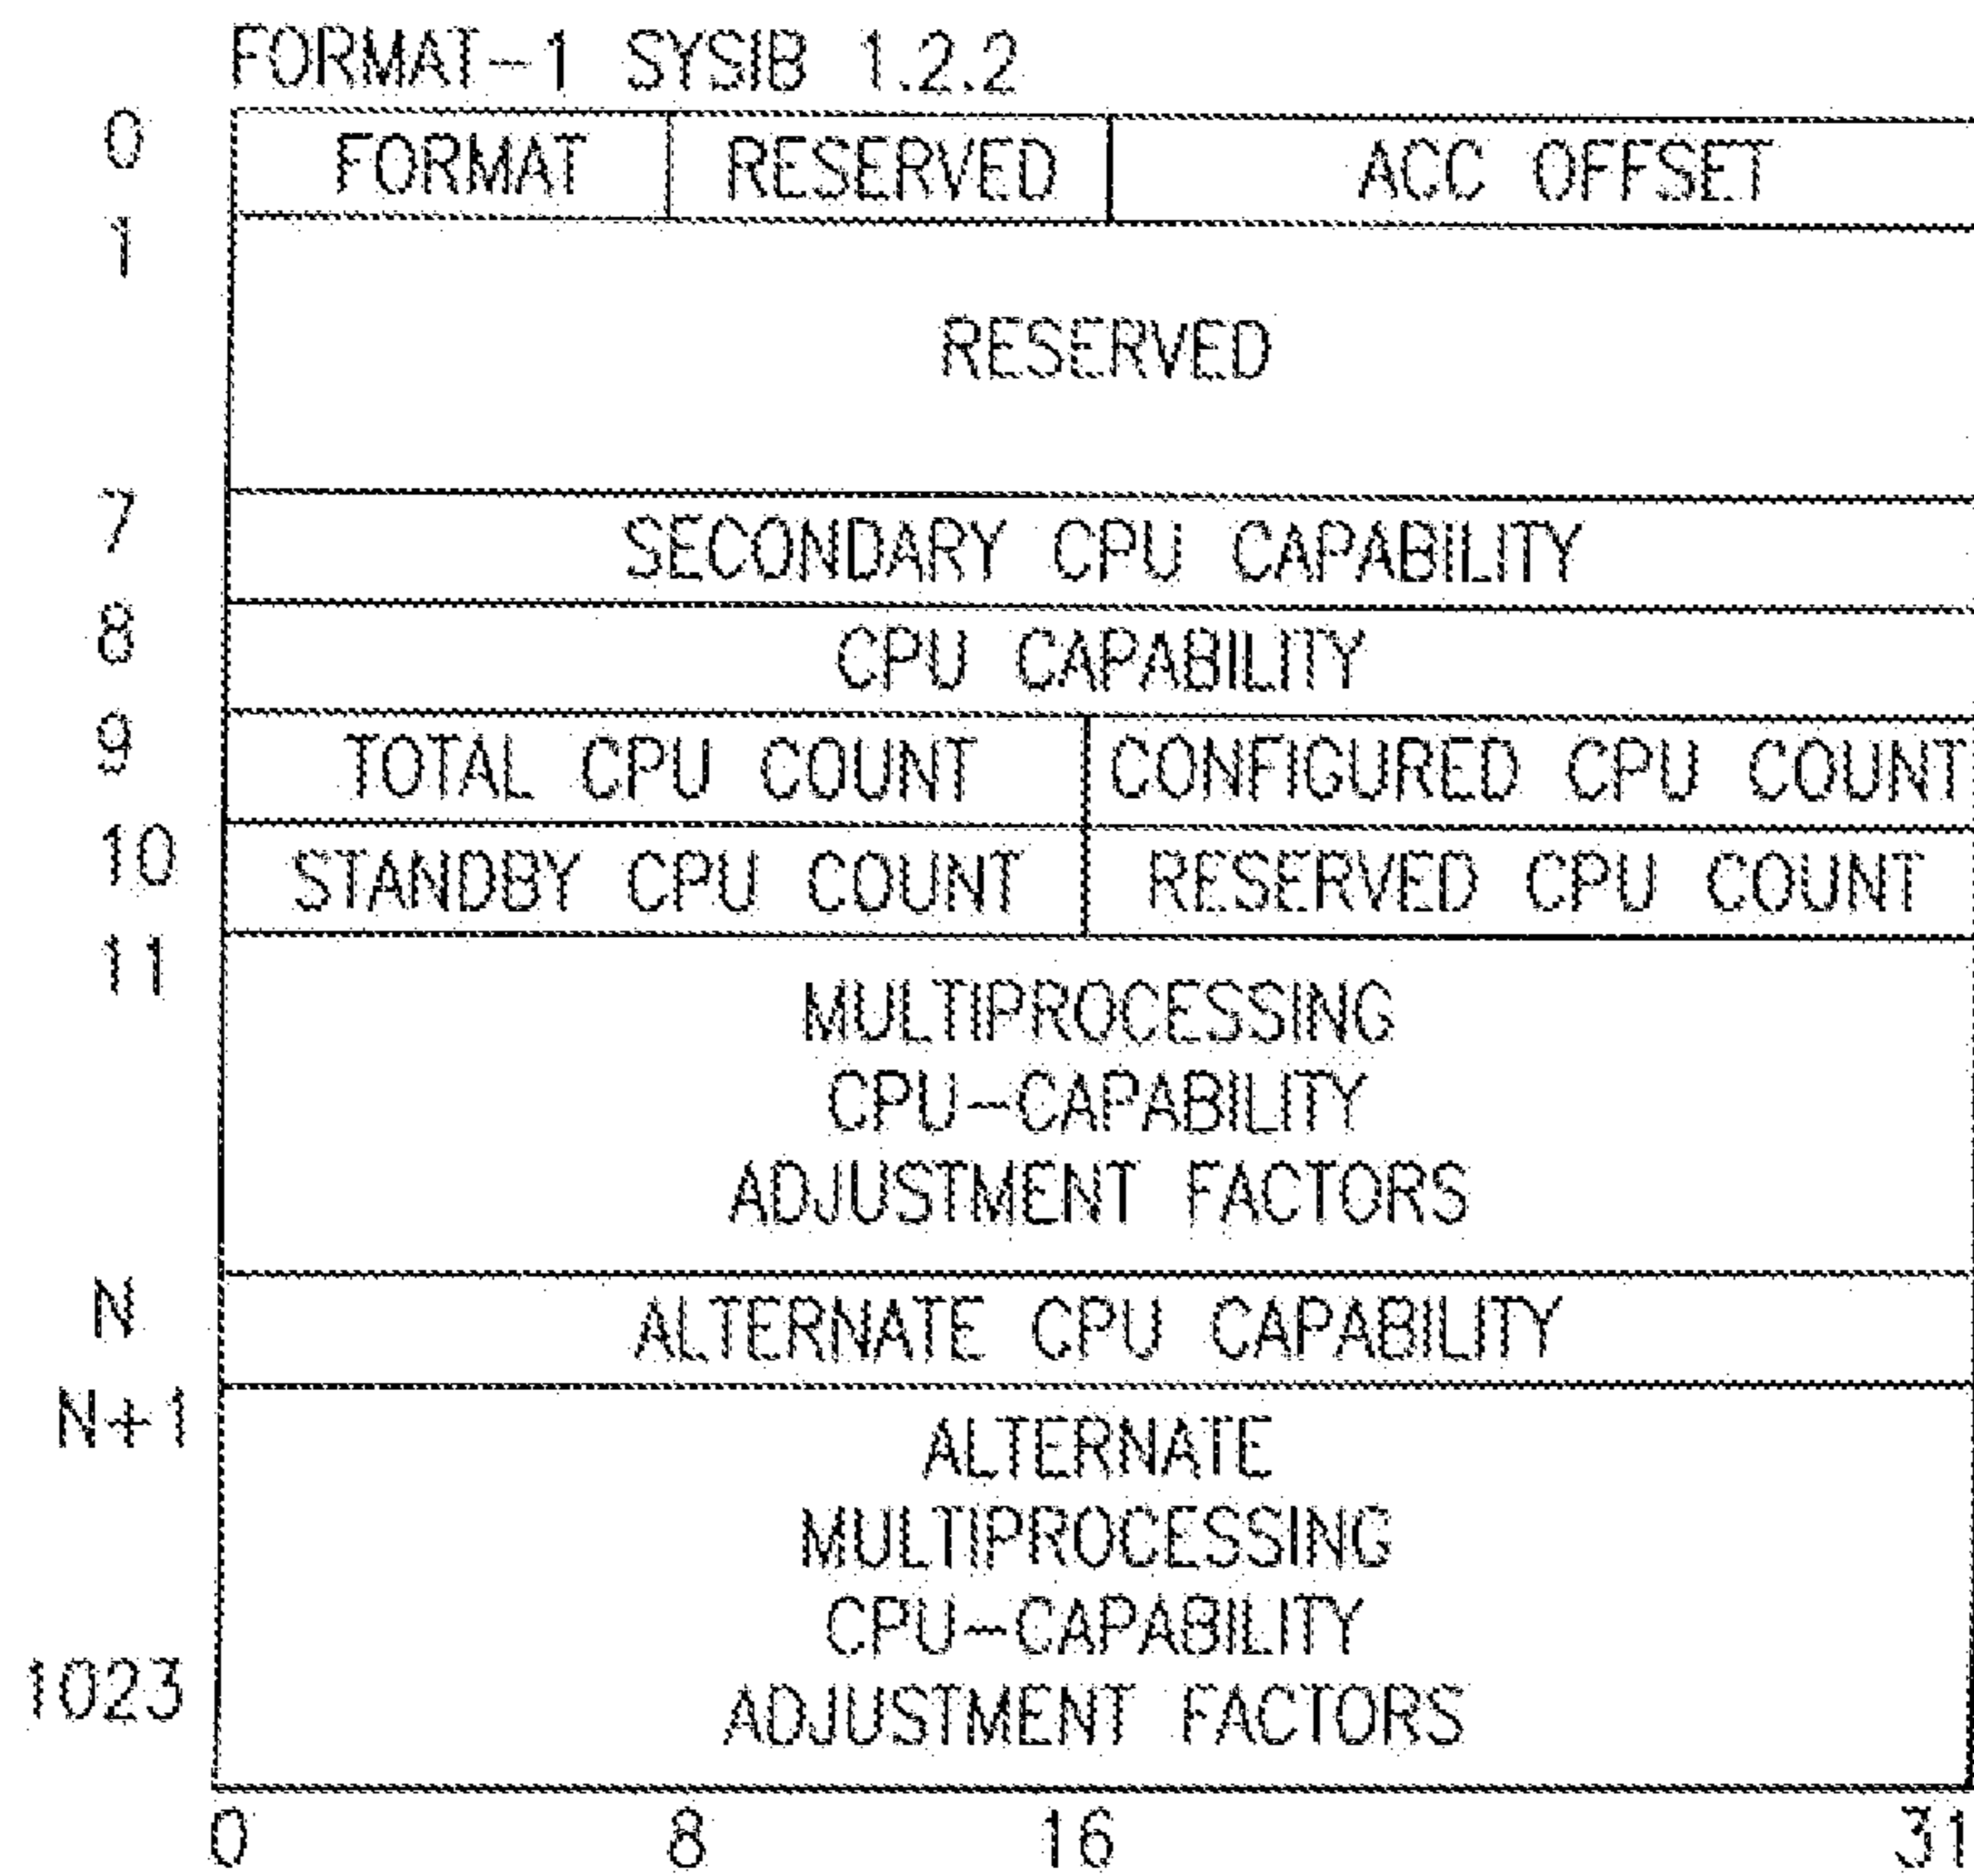 FORMAT-1 SYSIB 1.2.2
0 FORMAT RESERVED ACC OFFSET
1
RESERVED
7 SECONDARY CPU CAPABILITY
8 CPU CAPABILITY
9 TOTAL CPU COUNT CONFIGURED CPU COUNT
10 STANDBY CPU COUNT RESERVED CPU COUNT
11
MULTIPROCESSING
CPU-CAPABILITY
ADJUSTMENT FACTORS
N ALTERNATE CPU CAPABILITY
N+1
ALTERNATE
MULTIPROCESSING
CPU-CAPABILITY
1023 ADJUSTMENT FACTORS
0 8 16 31